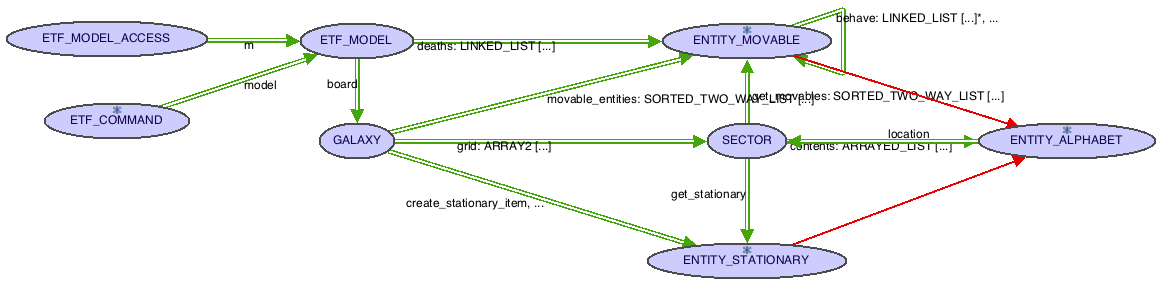 behave: LINKED_LIST [...]*, ...
ETF_MODEL_ACCESS
m
ETF_MODEL
deaths: LINKED_LIST [...]
ENTITY_MOVABLE
model
board
movable_entities: SORTED_TWO_WAY_LIST [...]
get_movables: SORTED_TWO_WAY_LIST [...]
ETF_COMMAND
GALAXY
grid: ARRAY2 [...]
SECTOR
location
contents: ARRAYED_LIST [...]
ENTITY_ALPHABET
get_stationary
create_stationary_item, ...
ENTITY_STATIONARY